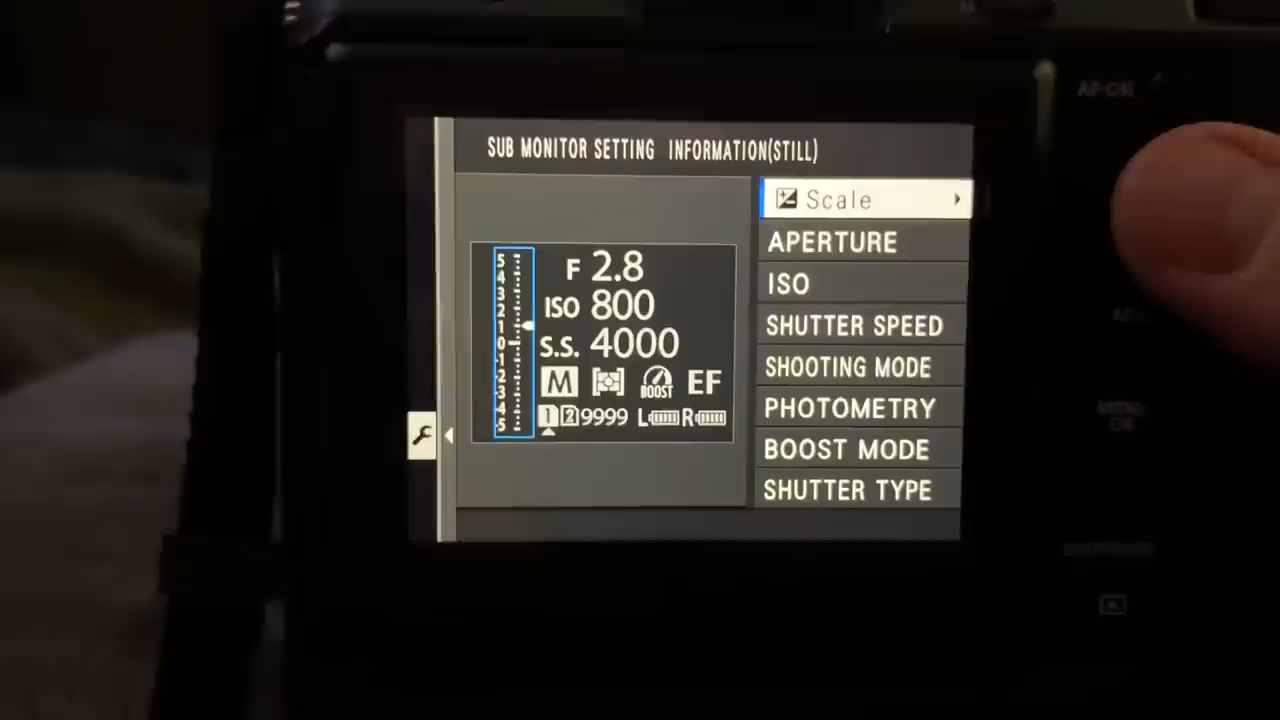 AF-ON
SUB MONITOR SETTING INFORMATION(STILL)
Scale
APERTURE
ISO
SHUTTER SPEED
SHOOTING MODE
PHOTOMETRY
BOOST MODE
SHUTTER TYPE
5
4
3
2
1
0
-1
-2
-3
-4
-5
F 2.8
ISO 800
S.S. 4000
M BOOST EF
1 2 9999 L R
MENU
OK